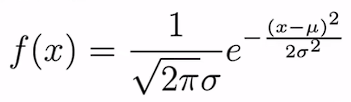 f(x) = \frac{1}{\sqrt{2\pi}\sigma} e^{-\frac{(x-\mu)^2}{2\sigma^2}}